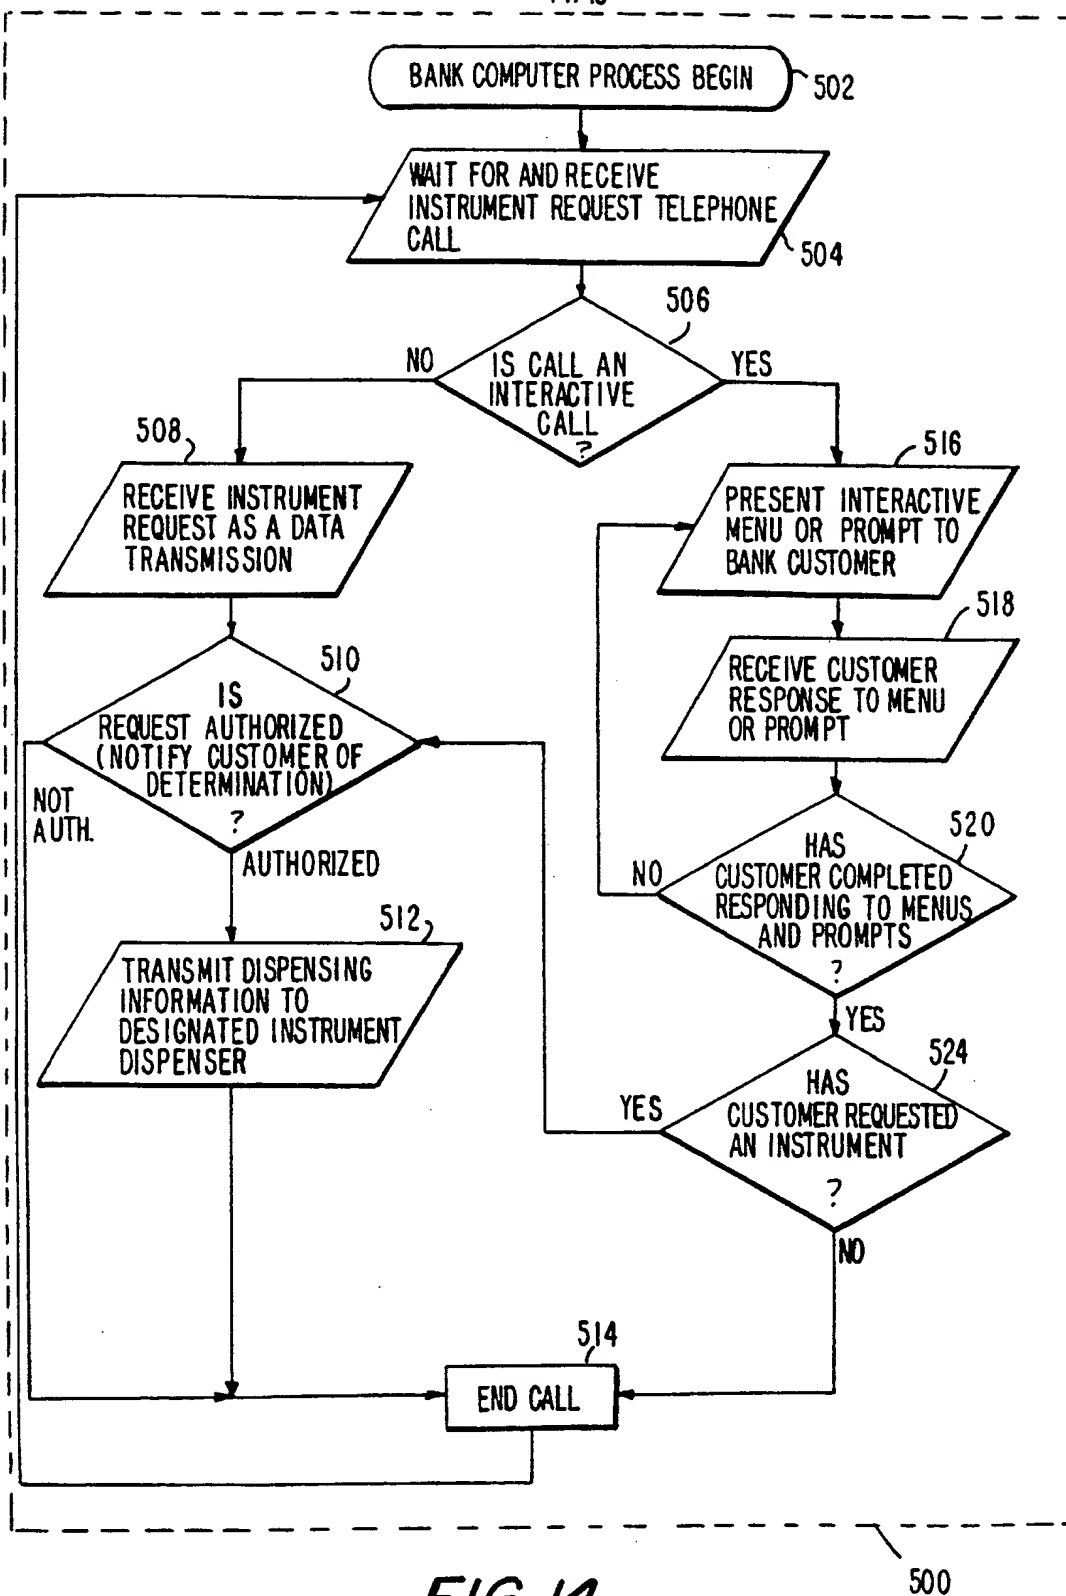 BANK COMPUTER PROCESS BEGIN
502
WAIT FOR AND RECEIVE
INSTRUMENT REQUEST TELEPHONE
CALL
504
506
NO
IS CALL AN
INTERACTIVE
CALL
?
YES
508
RECEIVE INSTRUMENT
REQUEST AS A DATA
TRANSMISSION
516
PRESENT INTERACTIVE
MENU OR PROMPT TO
BANK CUSTOMER
518
RECEIVE CUSTOMER
RESPONSE TO MENU
OR PROMPT
510
IS
REQUEST AUTHORIZED
(NOTIFY CUSTOMER OF
DETERMINATION)
?
NOT
AUTH.
AUTHORIZED
520
HAS
CUSTOMER COMPLETED
RESPONDING TO MENUS
AND PROMPTS
?
NO
YES
512
TRANSMIT DISPENSING
INFORMATION TO
DESIGNATED INSTRUMENT
DISPENSER
524
HAS
CUSTOMER REQUESTED
AN INSTRUMENT
?
YES
NO
514
END CALL
500
FIG. 14